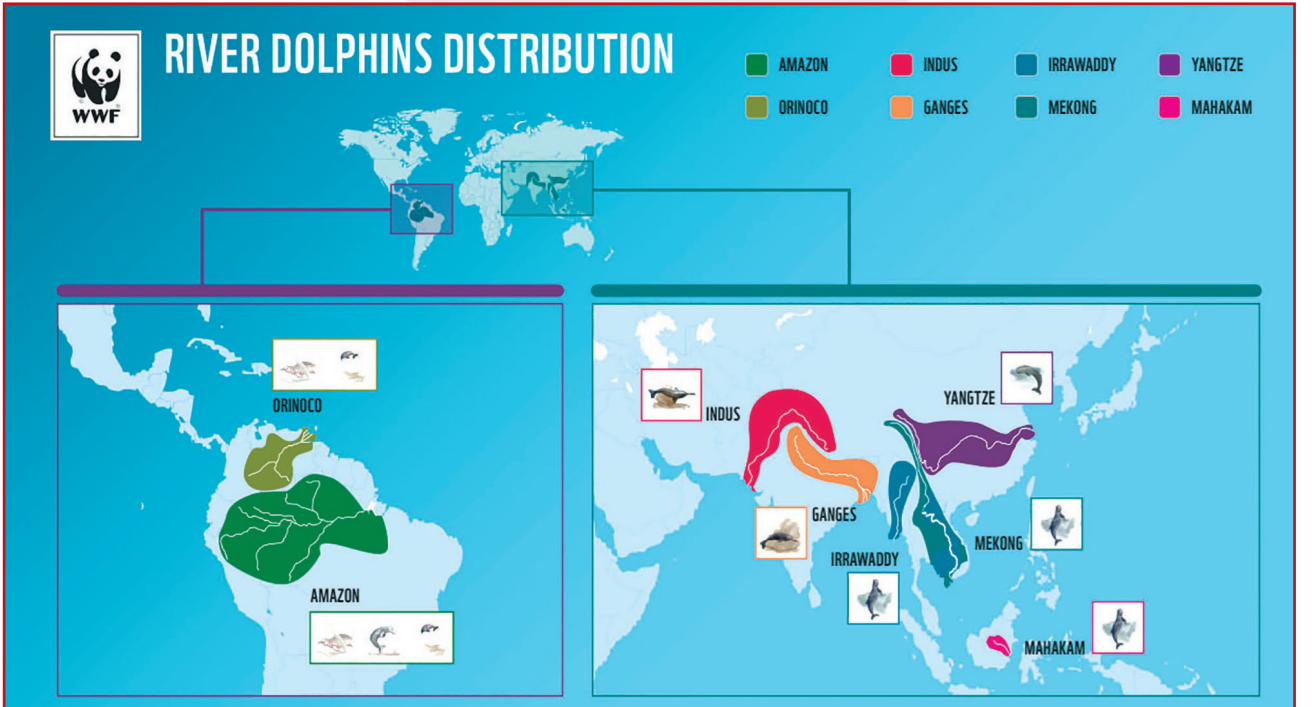 WWF
RIVER DOLPHINS DISTRIBUTION
AMAZON
INDUS
IRRAWADDY
YANGTZE
ORINOCO
GANGES
MEKONG
MAHAKAM
ORINOCO
AMAZON
INDUS
YANGTZE
GANGES
IRRAWADDY
MEKONG
MAHAKAM